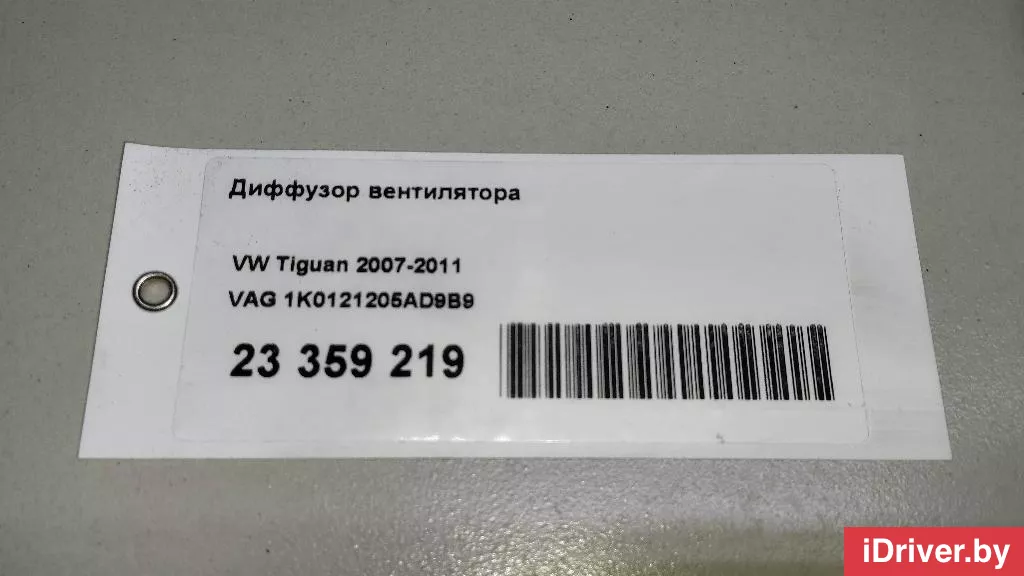 Диффузор вентилятора
VW Tiguan 2007-2011
VAG 1K0121205AD9B9
23 359 219
iDriver.by